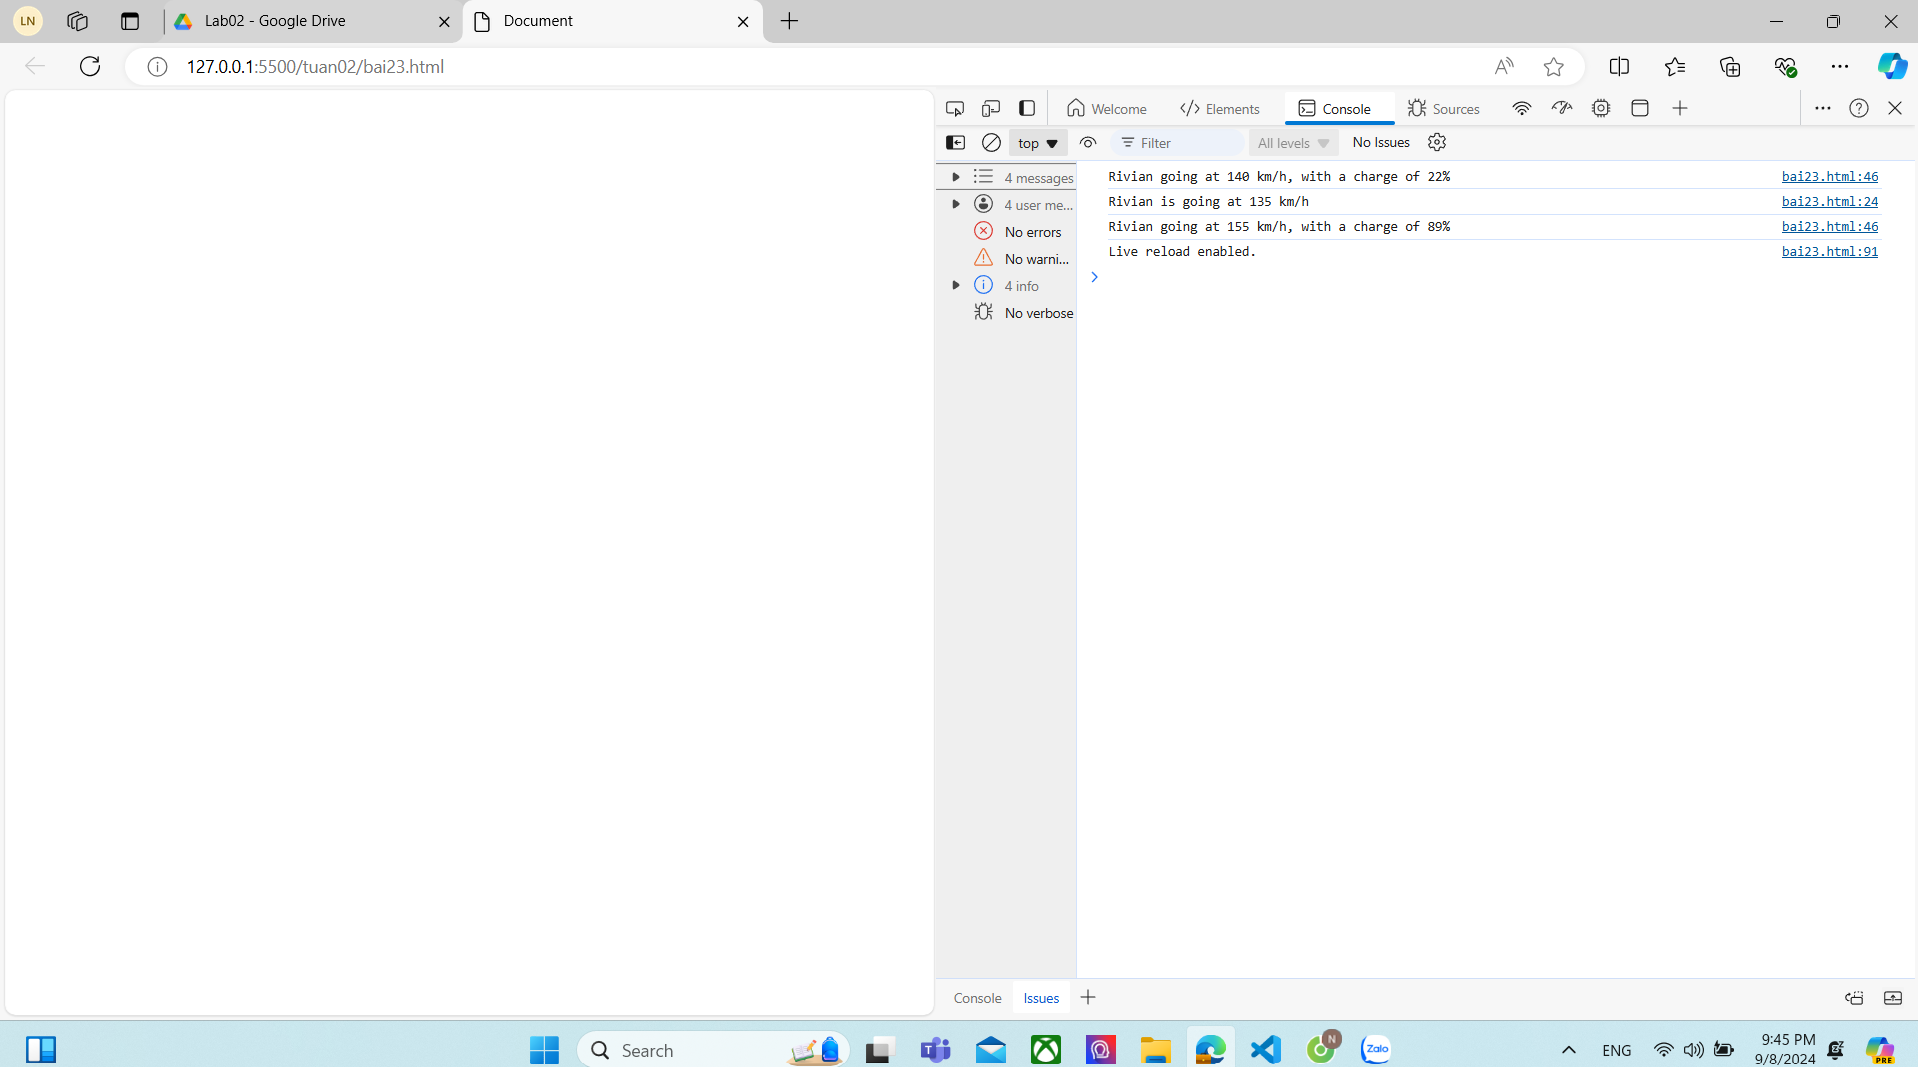 LN
Lab02 - Google Drive
Document
127.0.0.1:5500/tuan02/bai23.html
Welcome
Elements
Console
Sources
top
Filter
All levels
No Issues
4 messages
4 user me...
No errors
No warni...
4 info
No verbose
Rivian going at 140 km/h, with a charge of 22% bai23.html:46
Rivian is going at 135 km/h bai23.html:24
Rivian going at 155 km/h, with a charge of 89% bai23.html:46
Live reload enabled. bai23.html:91
Console
Issues
Search
N
Zalo
ENG
9:45 PM
9/8/2024
PRE